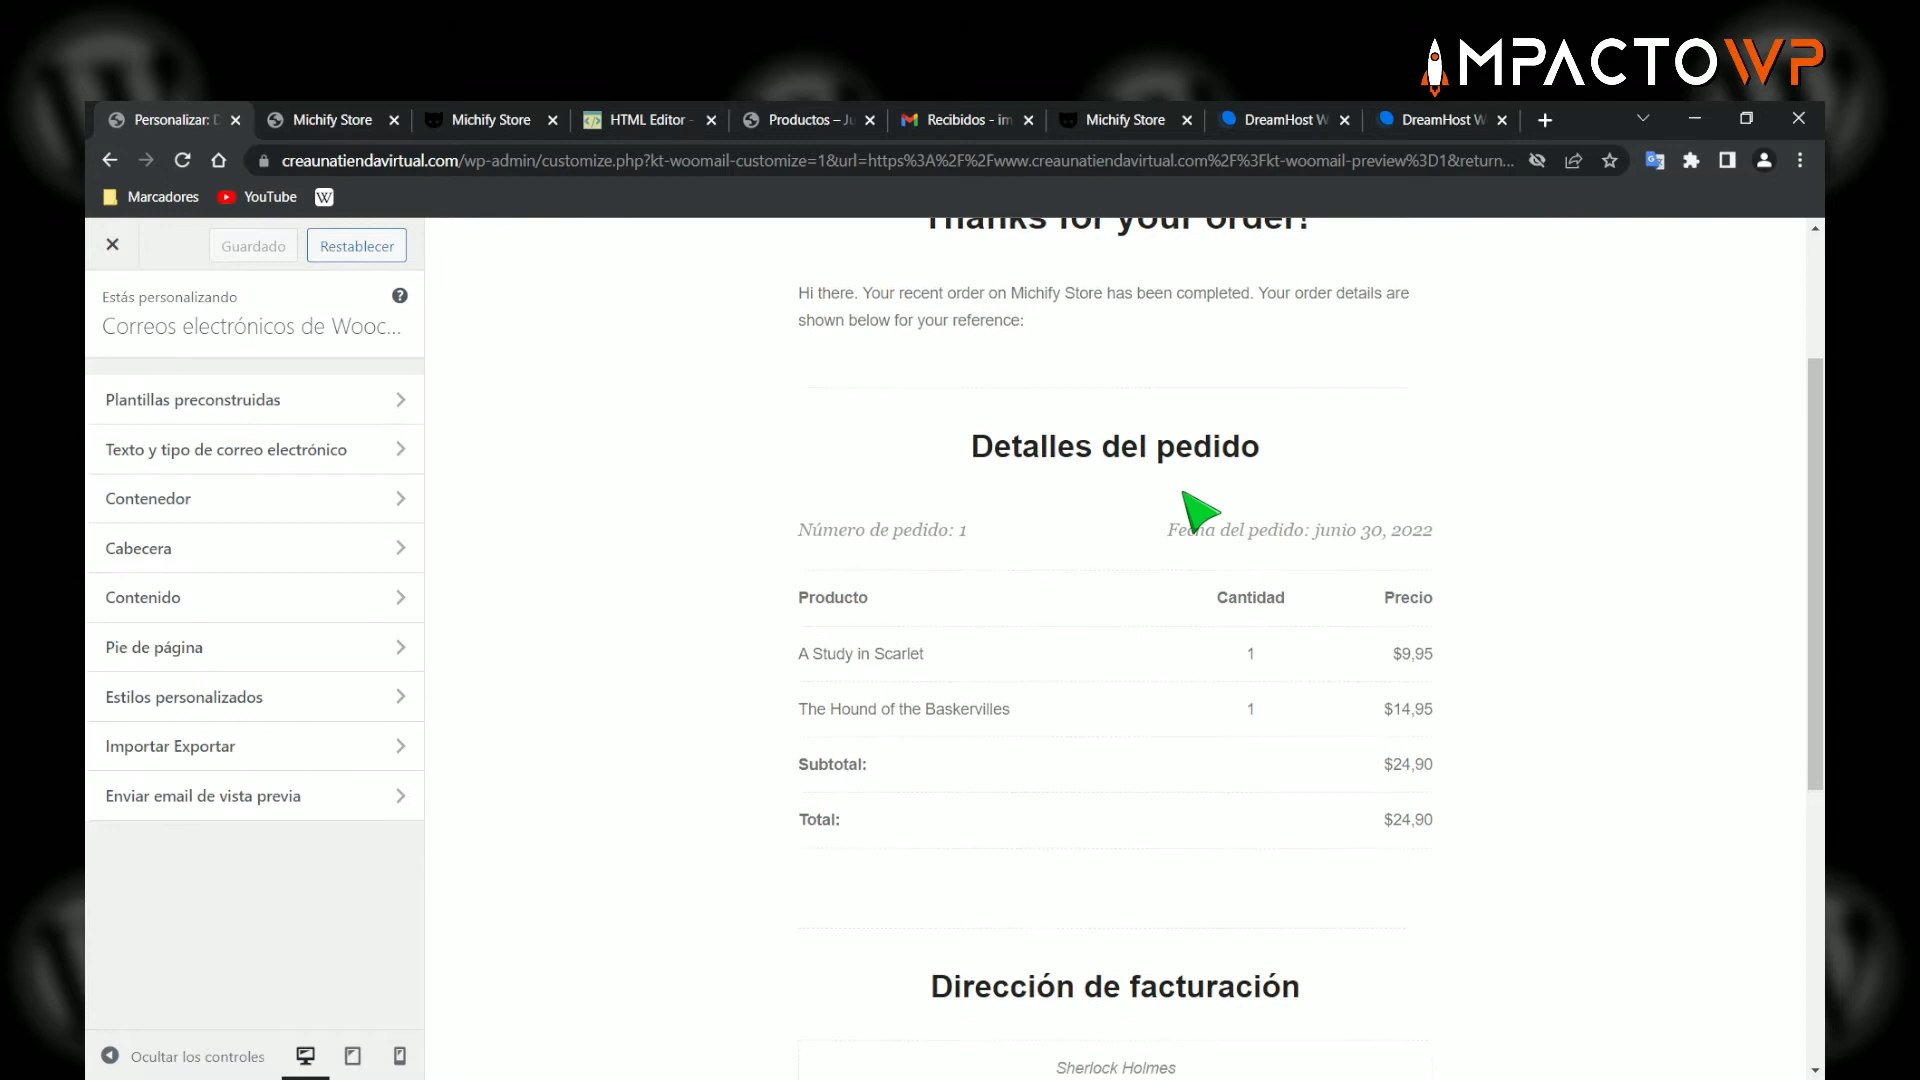 IMPACTOWP
Personalizar: D
Michify Store
Michify Store
HTML Editor -
Productos – Ju
Recibidos - im
Michify Store
DreamHost W
DreamHost W
creaunatiendavirtual.com/wp-admin/customize.php?kt-woomail-customize=1&url=https%3A%2F%2Fwww.creaunatiendavirtual.com%2F%3Fkt-woomail-preview%3D1&return...
Marcadores
YouTube
Guardado
Restablecer
Estás personalizando
Correos electrónicos de Wooc...
Plantillas preconstruidas
Texto y tipo de correo electrónico
Contenedor
Cabecera
Contenido
Pie de página
Estilos personalizados
Importar Exportar
Enviar email de vista previa
Ocultar los controles
Thanks for your order!
Hi there. Your recent order on Michify Store has been completed. Your order details are
shown below for your reference:
Detalles del pedido
Número de pedido: 1
Fecha del pedido: junio 30, 2022
Producto Cantidad Precio
A Study in Scarlet 1 $9,95
The Hound of the Baskervilles 1 $14,95
Subtotal: $24,90
Total: $24,90
Dirección de facturación
Sherlock Holmes